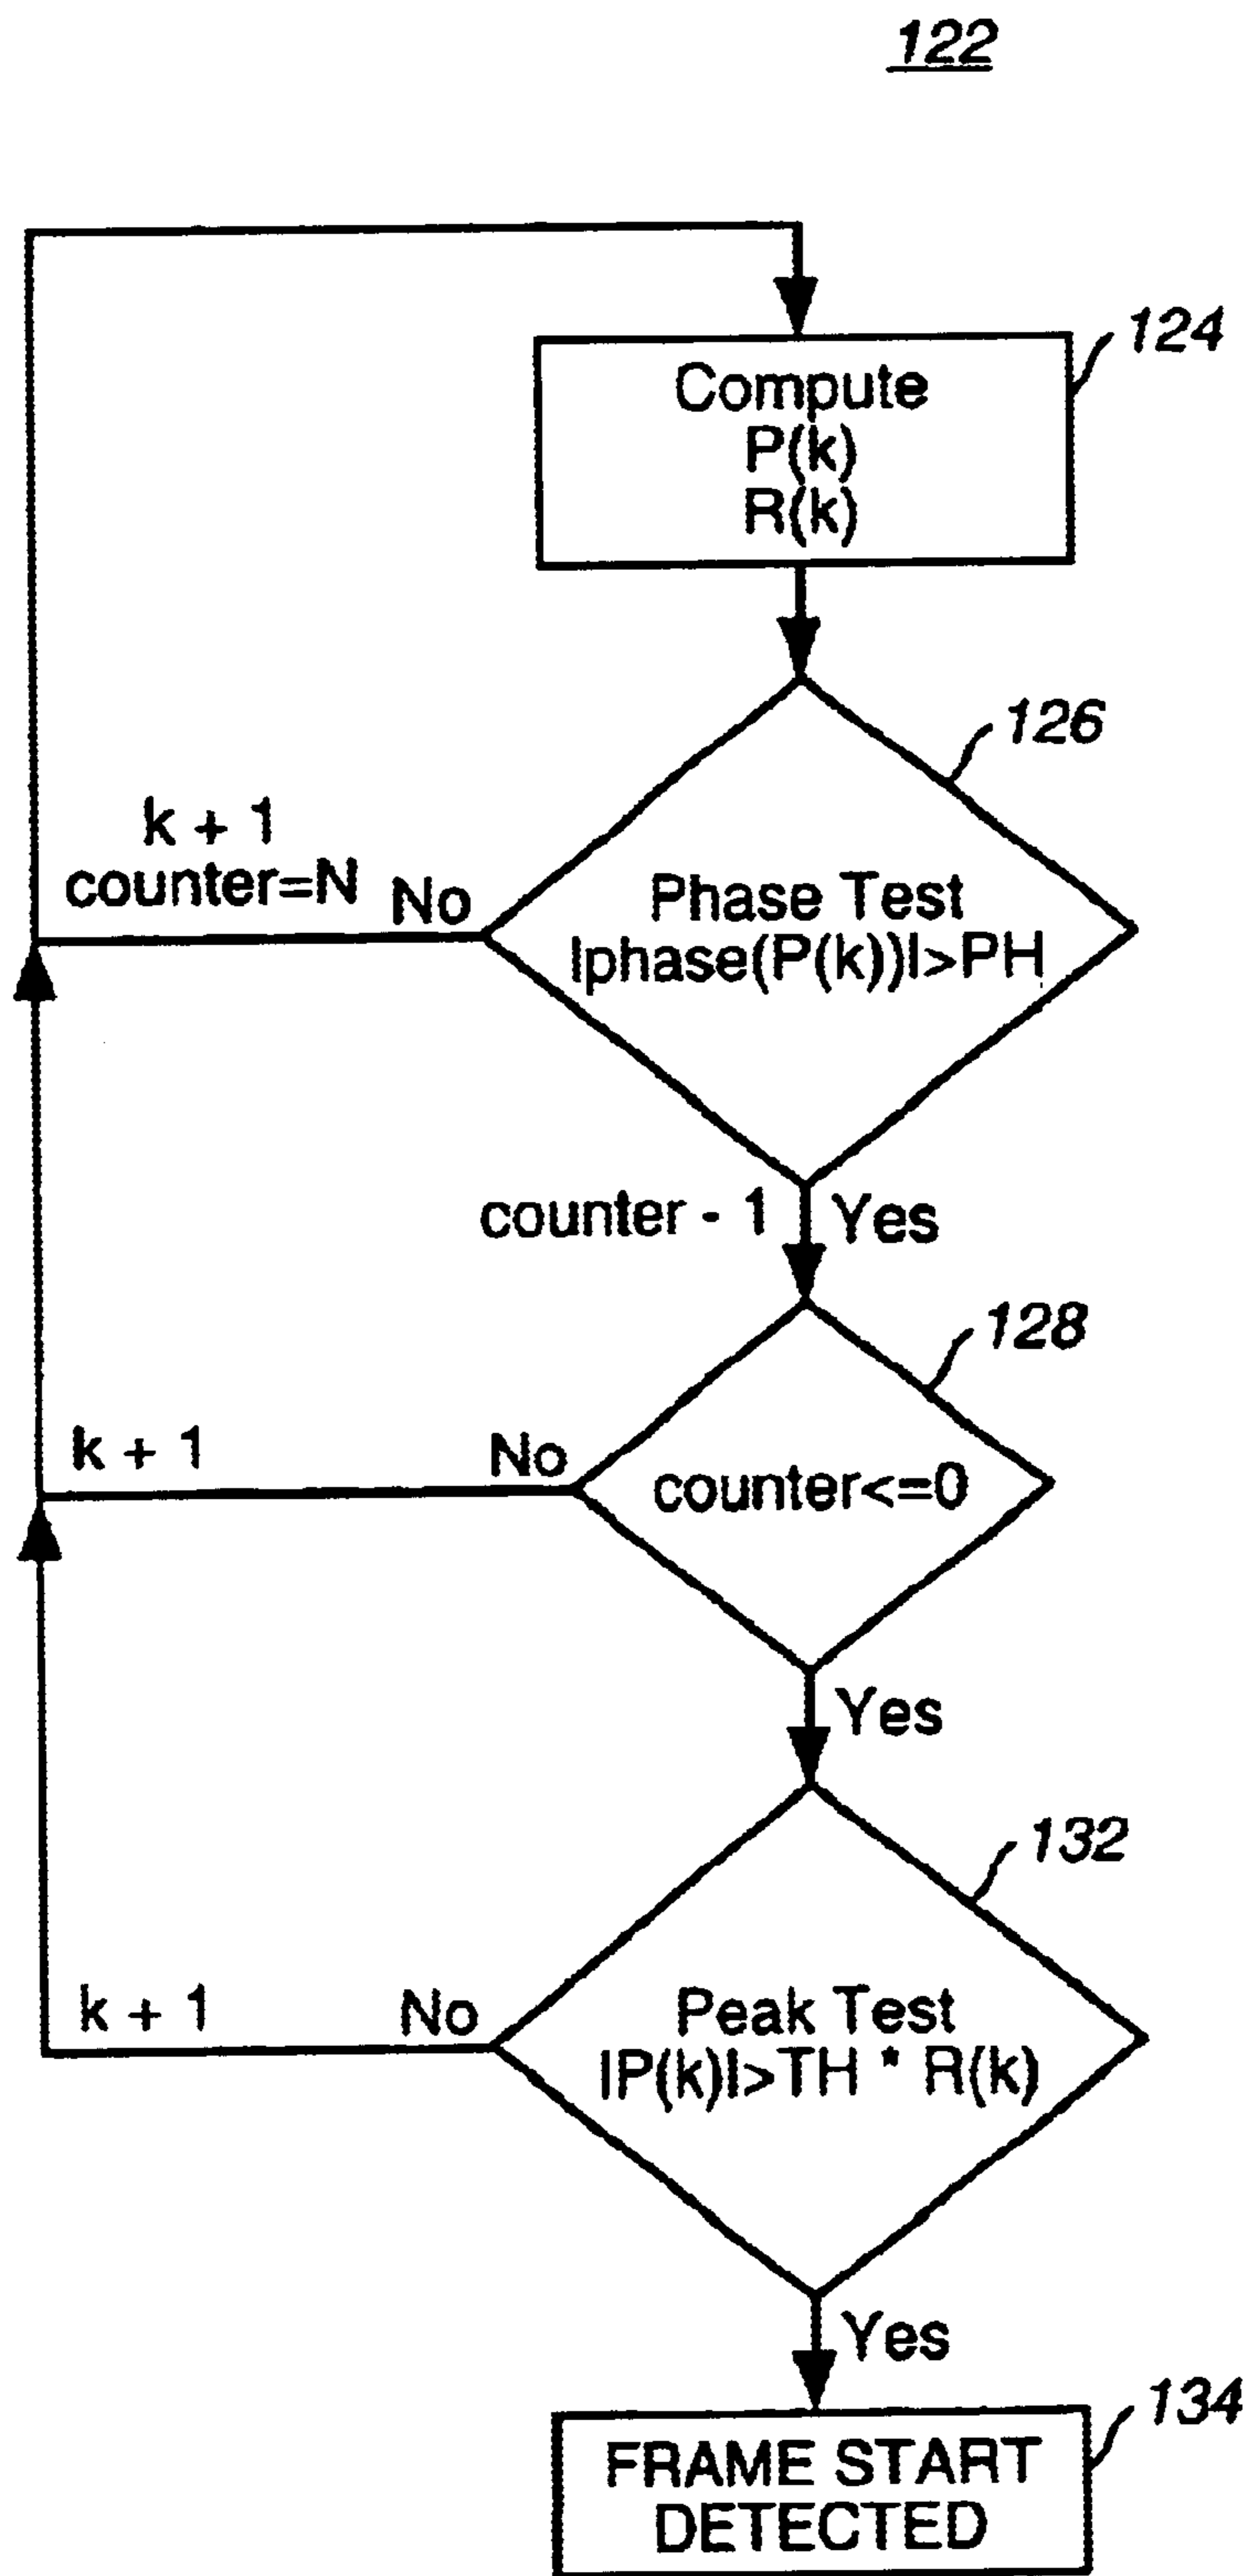 122
124
Compute
P(k)
R(k)
126
k + 1
counter=N
No
Phase Test
|phase(P(k))|>PH
counter - 1
Yes
128
k + 1
No
counter<=0
Yes
132
k + 1
No
Peak Test
|P(k)|>TH * R(k)
Yes
134
FRAME START
DETECTED